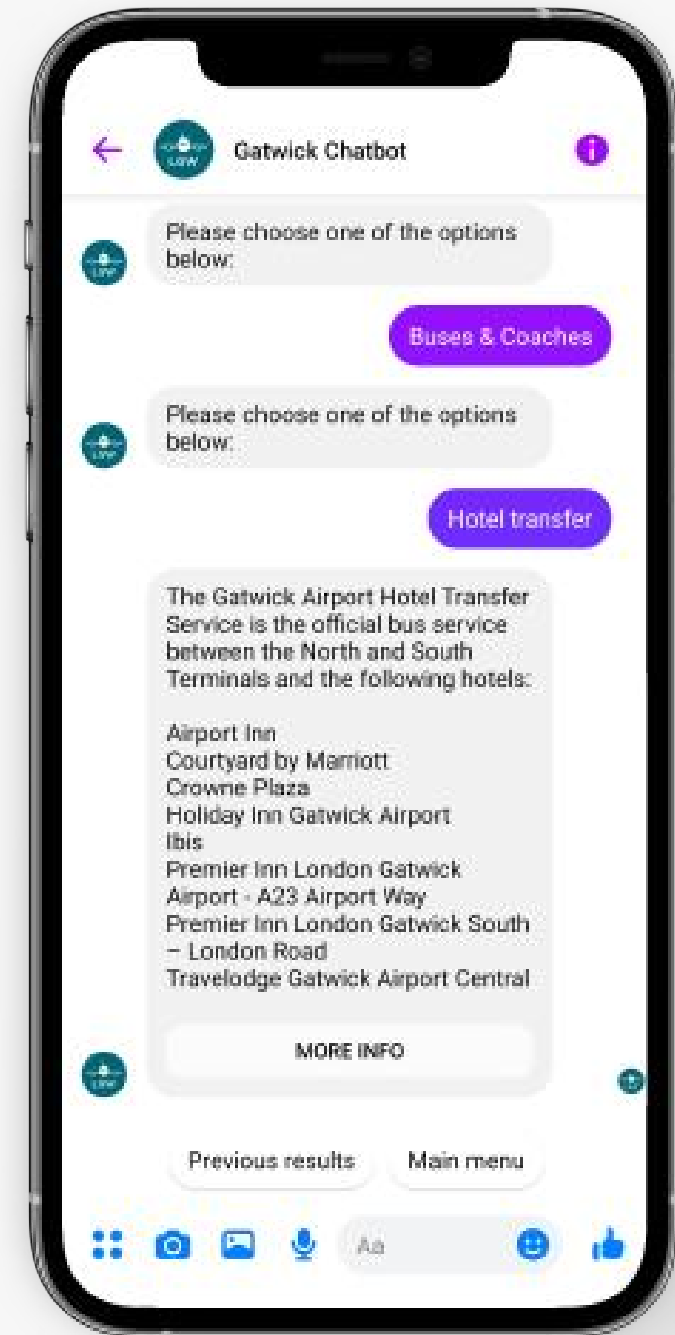 Gatwick Chatbot
Please choose one of the options
below:
Buses & Coaches
Please choose one of the options
below:
Hotel transfer
The Gatwick Airport Hotel Transfer
Service is the official bus service
between the North and South
Terminals and the following hotels:
Airport Inn
Courtyard by Marriott
Crowne Plaza
Holiday Inn Gatwick Airport
Ibis
Premier Inn London Gatwick
Airport - A23 Airport Way
Premier Inn London Gatwick South
– London Road
Travelodge Gatwick Airport Central
MORE INFO
Previous results
Main menu
Aa